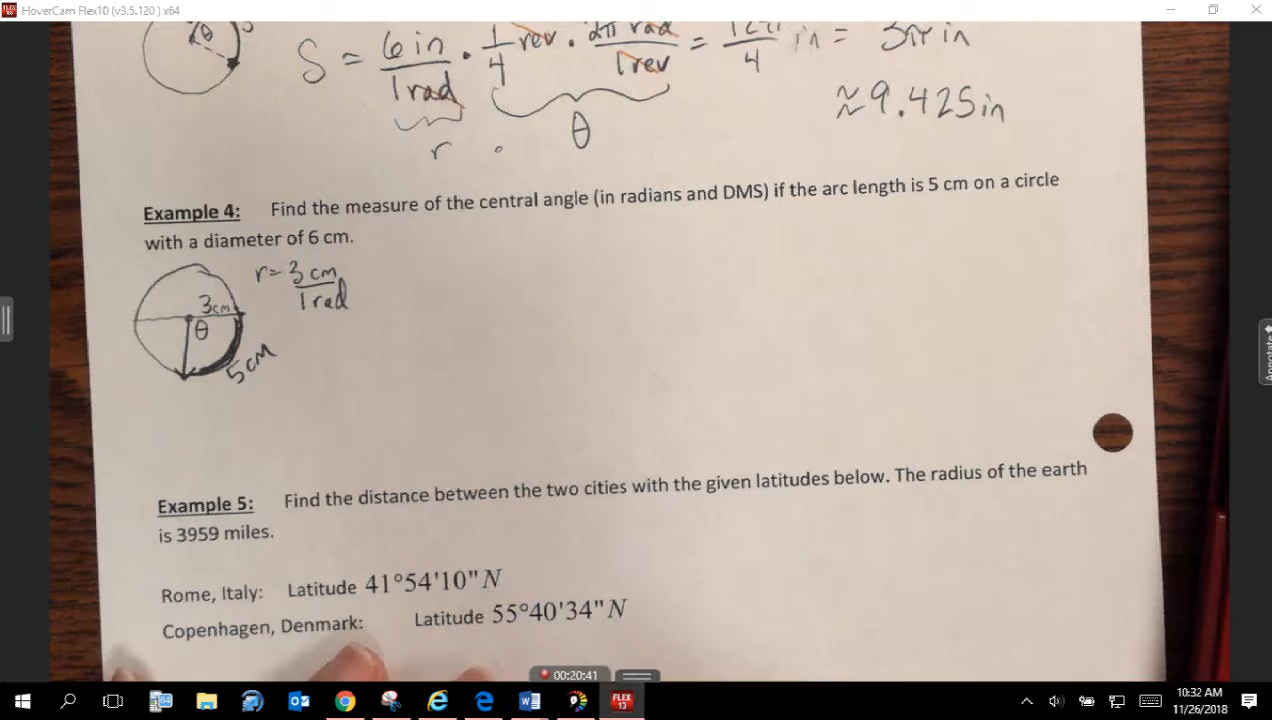 HoverCam Flex10 (v3.5.120 ) x64
θ
S = 6 in / 1 rad · 1/4 rev · 2π rad / 1 rev = 12π / 4 in = 3π in
≈ 9.425in
r · θ
Example 4: Find the measure of the central angle (in radians and DMS) if the arc length is 5 cm on a circle
with a diameter of 6 cm.
r = 3 cm / 1 rad
3cm
θ
5cm
Example 5: Find the distance between the two cities with the given latitudes below. The radius of the earth
is 3959 miles.
Rome, Italy: Latitude 41°54'10" N
Copenhagen, Denmark: Latitude 55°40'34" N
Annotate
00:20:41
10:32 AM
11/26/2018